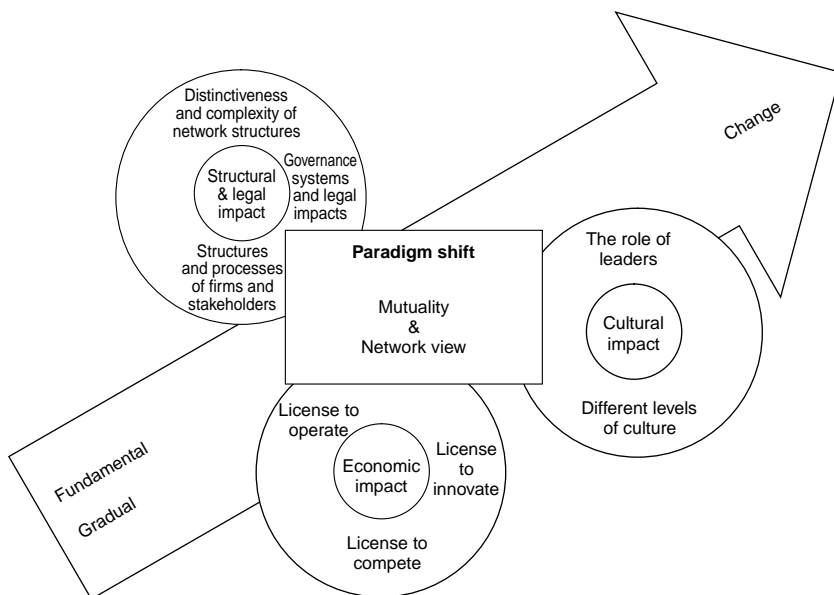 Distinctiveness
and complexity of
network structures
Structural
& legal
impact
Governance
systems
and legal
impacts
Structures
and processes
of firms and
stakeholders
Paradigm shift
Mutuality
&
Network view
Change
The role of
leaders
Cultural
impact
Different levels
of culture
License to
operate
Economic
impact
License
to
innovate
License to
compete
Fundamental
Gradual